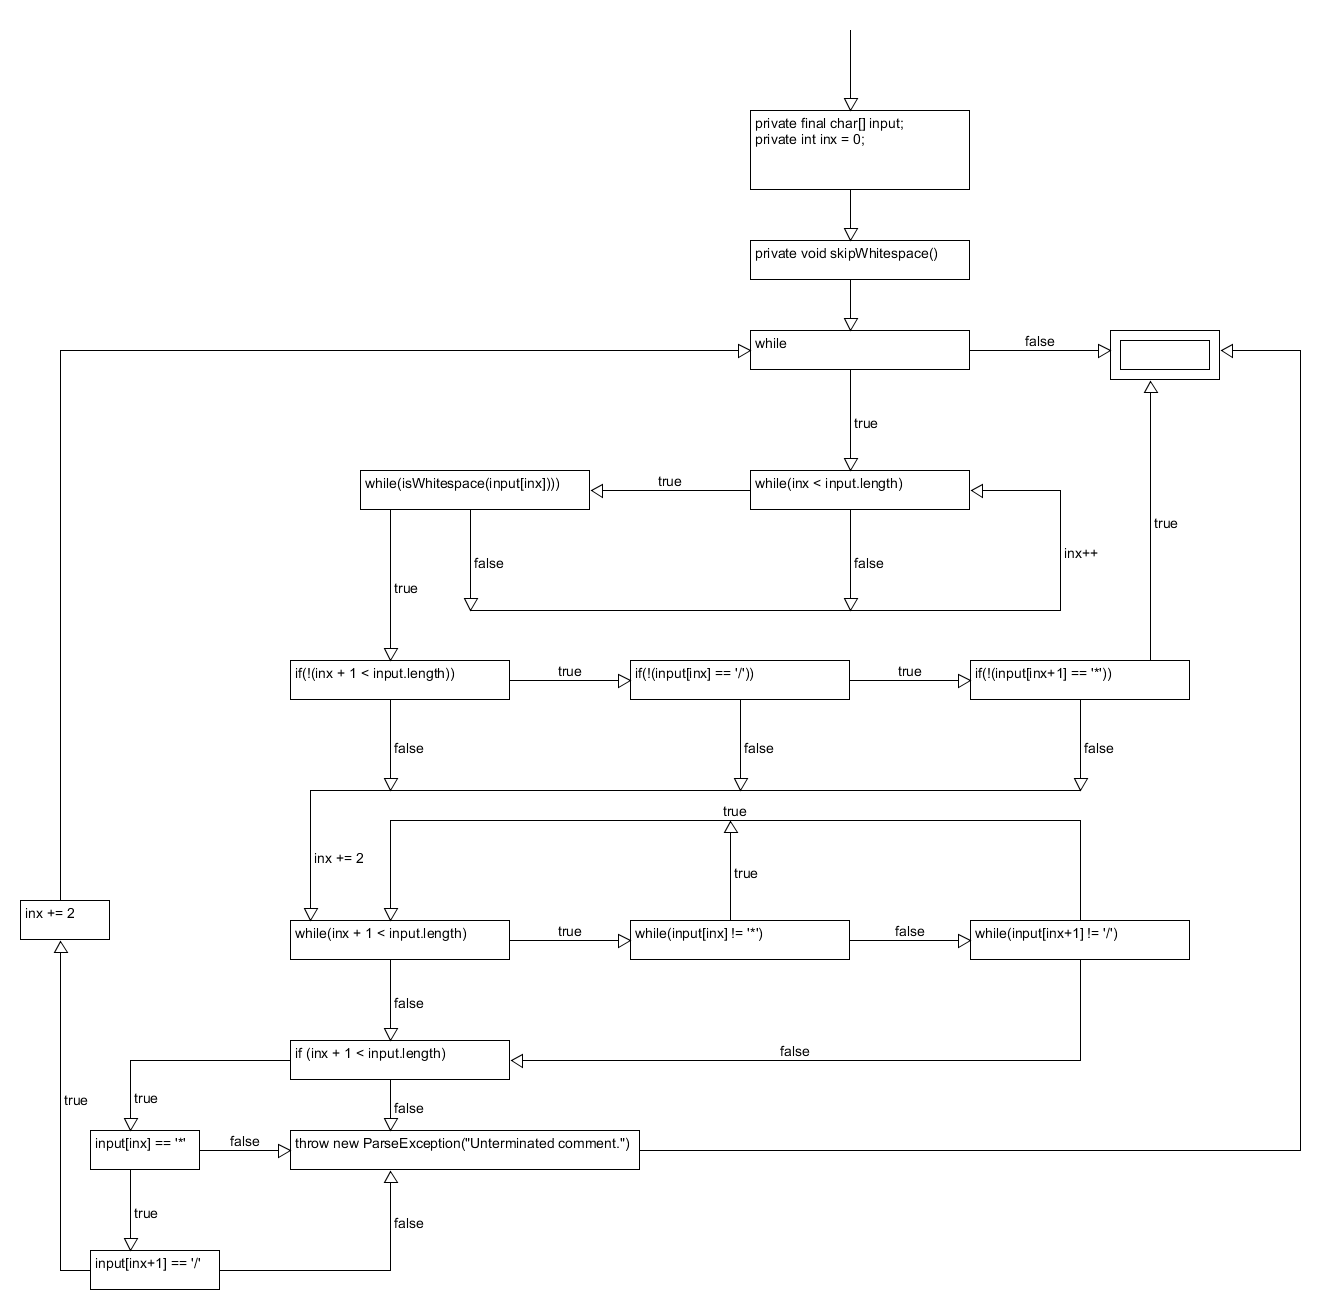 private final char[] input;
private int inx = 0;
private void skipWhitespace()
while
false
true
while(isWhitespace(input[inx])))
true
while(inx < input.length)
true
inx++
false
false
true
if(!(inx + 1 < input.length))
true
if(!(input[inx] == '/'))
true
if(!(input[inx+1] == '*'))
false
false
false
true
inx += 2
true
inx += 2
while(inx + 1 < input.length)
true
while(input[inx] != '*')
false
while(input[inx+1] != '/')
false
if (inx + 1 < input.length)
false
true
true
false
input[inx] == '*'
false
throw new ParseException("Unterminated comment.")
true
false
input[inx+1] == '/'